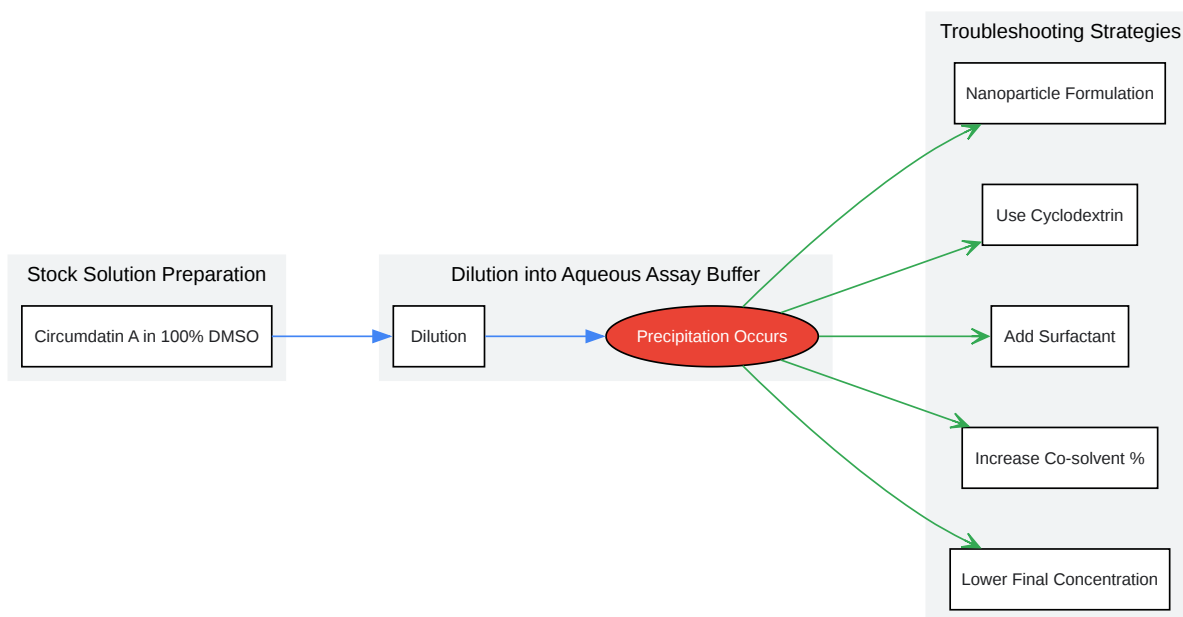 Stock Solution Preparation
Circumdatin A in 100% DMSO
Dilution into Aqueous Assay Buffer
Dilution
Precipitation Occurs
Troubleshooting Strategies
Nanoparticle Formulation
Use Cyclodextrin
Add Surfactant
Increase Co-solvent %
Lower Final Concentration